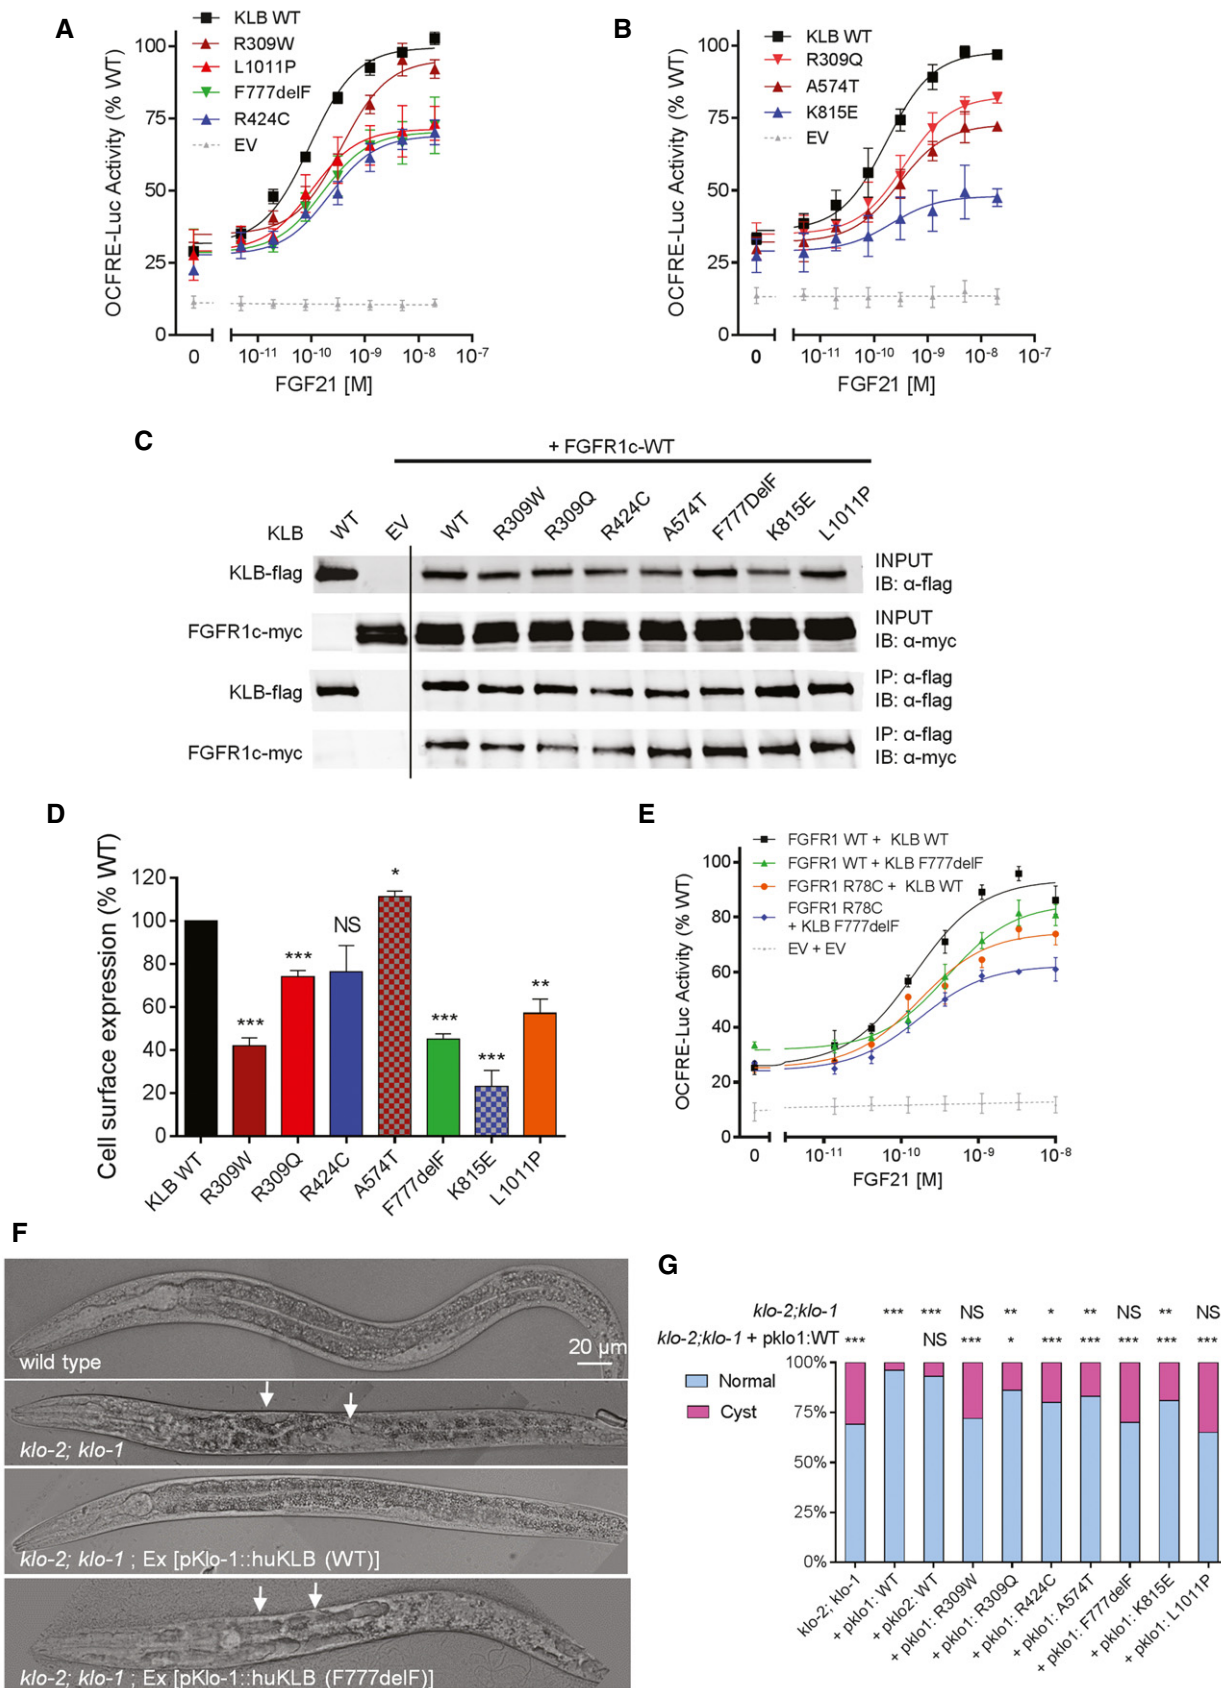 A
KLB WT
R309W
L1011P
F777delF
R424C
EV
OCFRE-Luc Activity (% WT)
100
75
50
25
0
0
10-11
10-10
10-9
10-8
10-7
FGF21 [M]
B
KLB WT
R309Q
A574T
K815E
EV
OCFRE-Luc Activity (% WT)
100
75
50
25
0
0
10-11
10-10
10-9
10-8
10-7
FGF21 [M]
C
+ FGFR1c-WT
KLB
WT
EV
WT
R309W
R309Q
R424C
A574T
F777DelF
K815E
L1011P
KLB-flag
INPUT
IB: α-flag
FGFR1c-myc
INPUT
IB: α-myc
KLB-flag
IP: α-flag
IB: α-flag
FGFR1c-myc
IP: α-flag
IB: α-myc
D
Cell surface expression (% WT)
120
100
80
60
40
20
0
***
***
NS
*
***
***
**
KLB WT
R309W
R309Q
R424C
A574T
F777delF
K815E
L1011P
E
FGFR1 WT + KLB WT
FGFR1 WT + KLB F777delF
FGFR1 R78C + KLB WT
FGFR1 R78C
+ KLB F777delF
EV + EV
OCFRE-Luc Activity (% WT)
100
80
60
40
20
0
0
10-11
10-10
10-9
10-8
FGF21 [M]
F
wild type
20 µm
klo-2; klo-1
klo-2; klo-1 ; Ex [pKlo-1::huKLB (WT)]
klo-2; klo-1 ; Ex [pKlo-1::huKLB (F777delF)]
G
klo-2;klo-1 *** *** NS ** * ** NS ** NS
klo-2;klo-1 + pklo1:WT *** NS *** * *** *** *** *** ***
Normal
Cyst
100%
75%
50%
25%
0%
klo-2; klo-1
+ pklo1: WT
+ pklo2: WT
+ pklo1: R309W
+ pklo1: R309Q
+ pklo1: R424C
+ pklo1: A574T
+ pklo1: F777delF
+ pklo1: K815E
+ pklo1: L1011P